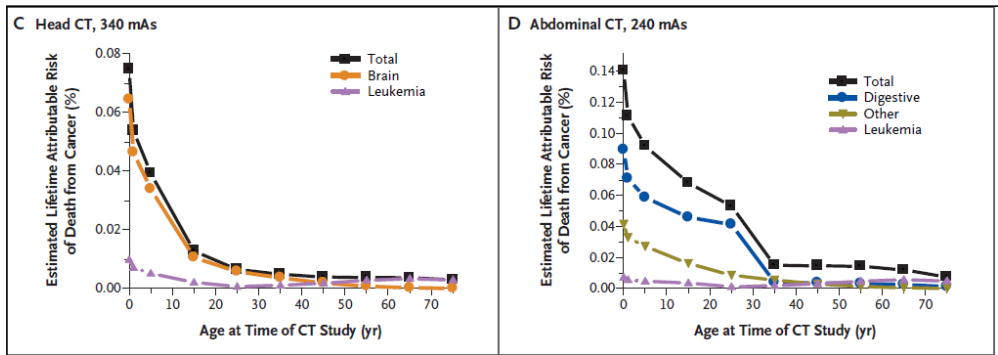 C Head CT, 340 mAs
Estimated Lifetime Attributable Risk
of Death from Cancer (%)
0.08
0.06
0.04
0.02
0.00
Total
Brain
Leukemia
0 10 20 30 40 50 60 70
Age at Time of CT Study (yr)
D Abdominal CT, 240 mAs
Estimated Lifetime Attributable Risk
of Death from Cancer (%)
0.14
0.12
0.10
0.08
0.06
0.04
0.02
0.00
Total
Digestive
Other
Leukemia
0 10 20 30 40 50 60 70
Age at Time of CT Study (yr)